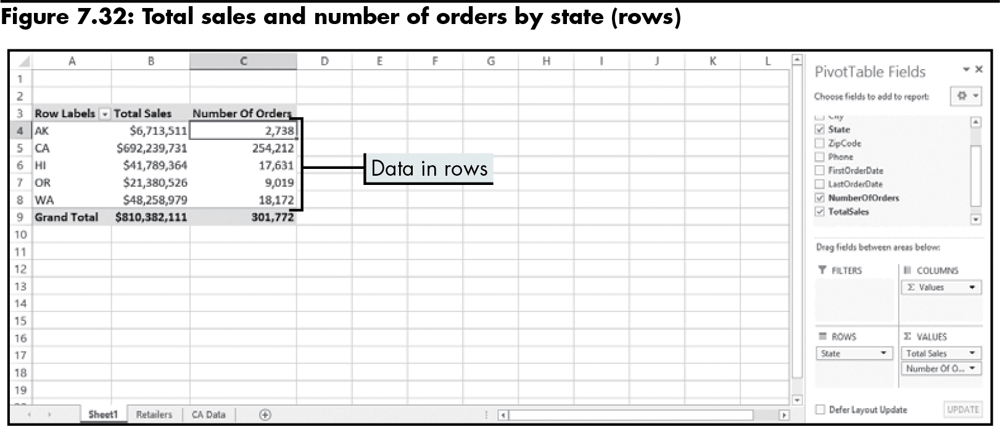 Figure 7.32: Total sales and number of orders by state (rows)
A B C D E F G H I J K L
1
2
3 Row Labels Total Sales Number Of Orders
4 AK $6,713,511 2,738
5 CA $692,239,731 254,212
6 HI $41,789,364 17,631
7 OR $21,380,526 9,019
8 WA $48,258,979 18,172
9 Grand Total $810,382,111 301,772
10
11
12
13
14
15
16
17
18
19
Data in rows
Sheet1 Retailers CA Data
PivotTable Fields
Choose fields to add to report:
City
State
ZipCode
Phone
FirstOrderDate
LastOrderDate
NumberOfOrders
TotalSales
Drag fields between areas below:
FILTERS COLUMNS
Σ Values
ROWS Σ VALUES
State Total Sales
Number Of O...
Defer Layout Update UPDATE